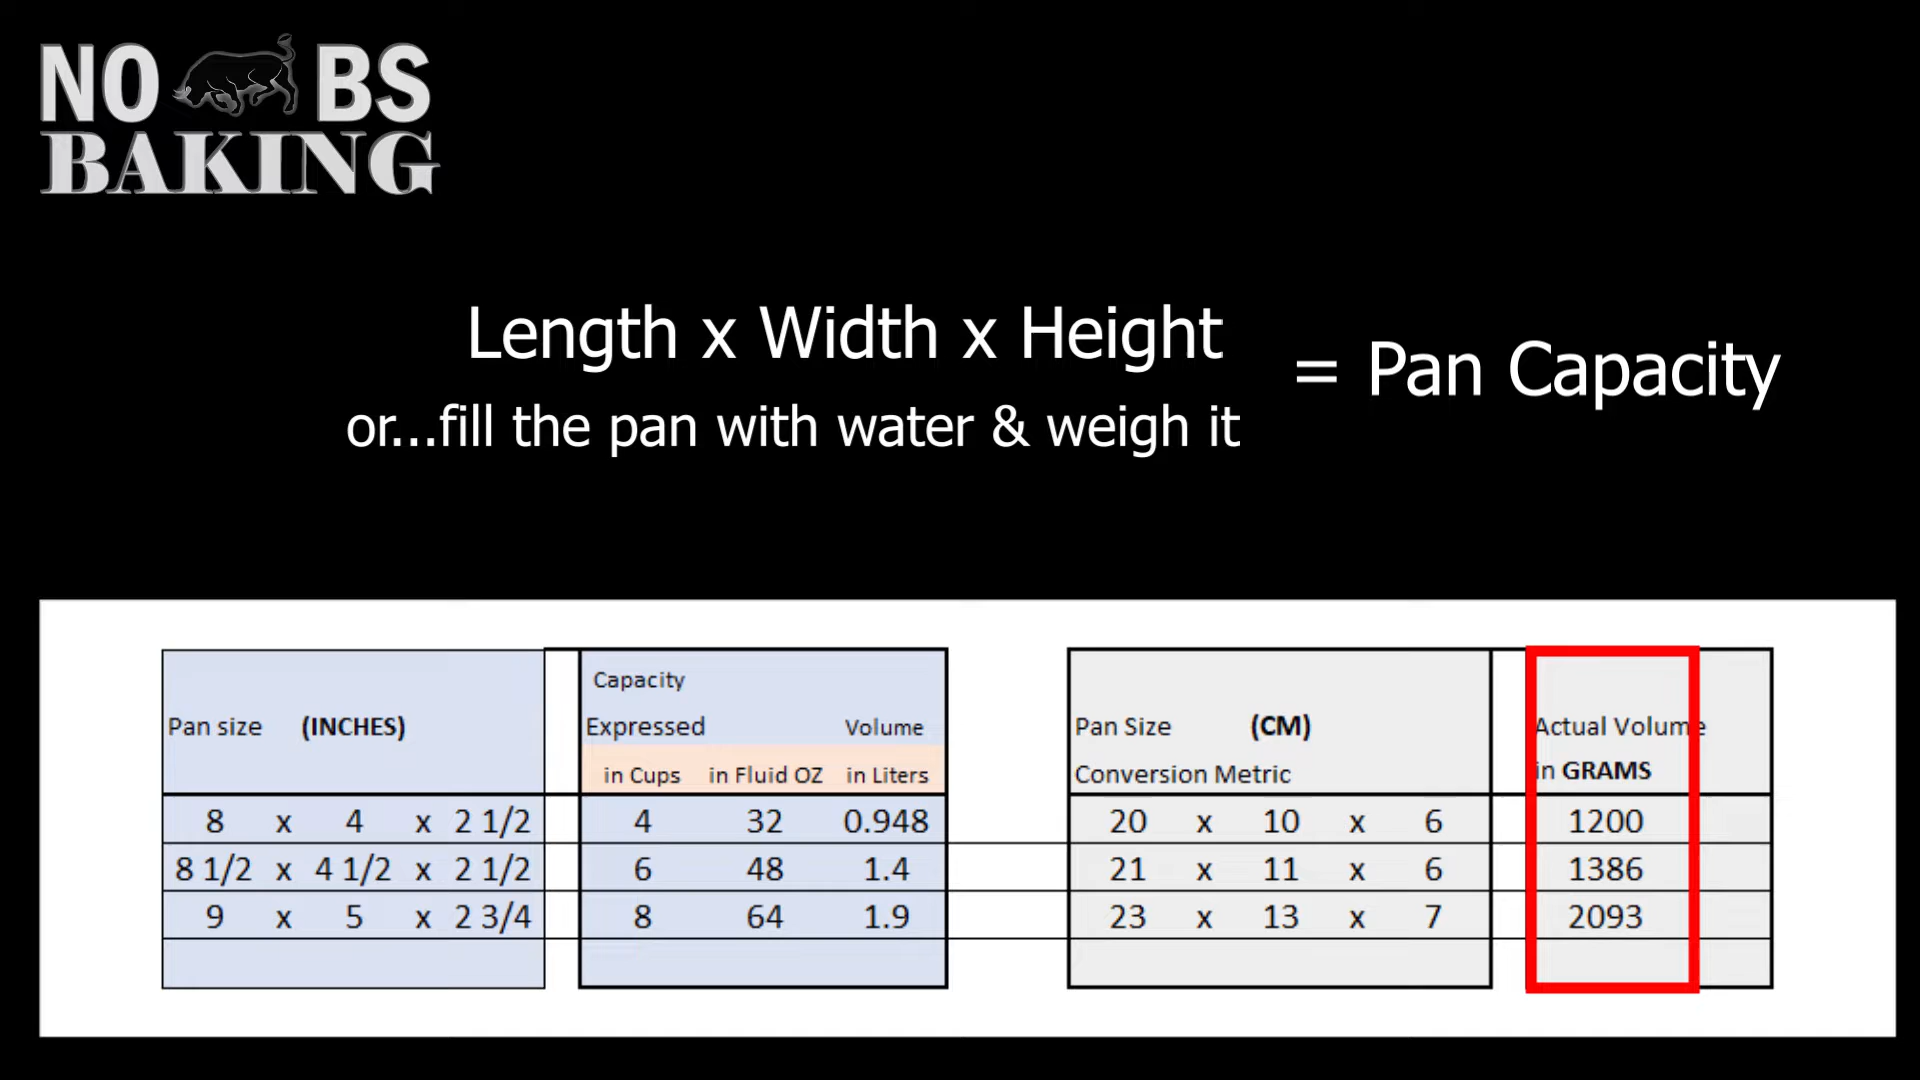 NO BS
BAKING
Length x Width x Height
= Pan Capacity
or...fill the pan with water & weigh it
Pan size (INCHES)
Capacity
Expressed Volume
in Cups in Fluid OZ in Liters
Pan Size (CM)
Conversion Metric
Actual Volume
in GRAMS
8 x 4 x 2 1/2 4 32 0.948 20 x 10 x 6 1200
8 1/2 x 4 1/2 x 2 1/2 6 48 1.4 21 x 11 x 6 1386
9 x 5 x 2 3/4 8 64 1.9 23 x 13 x 7 2093